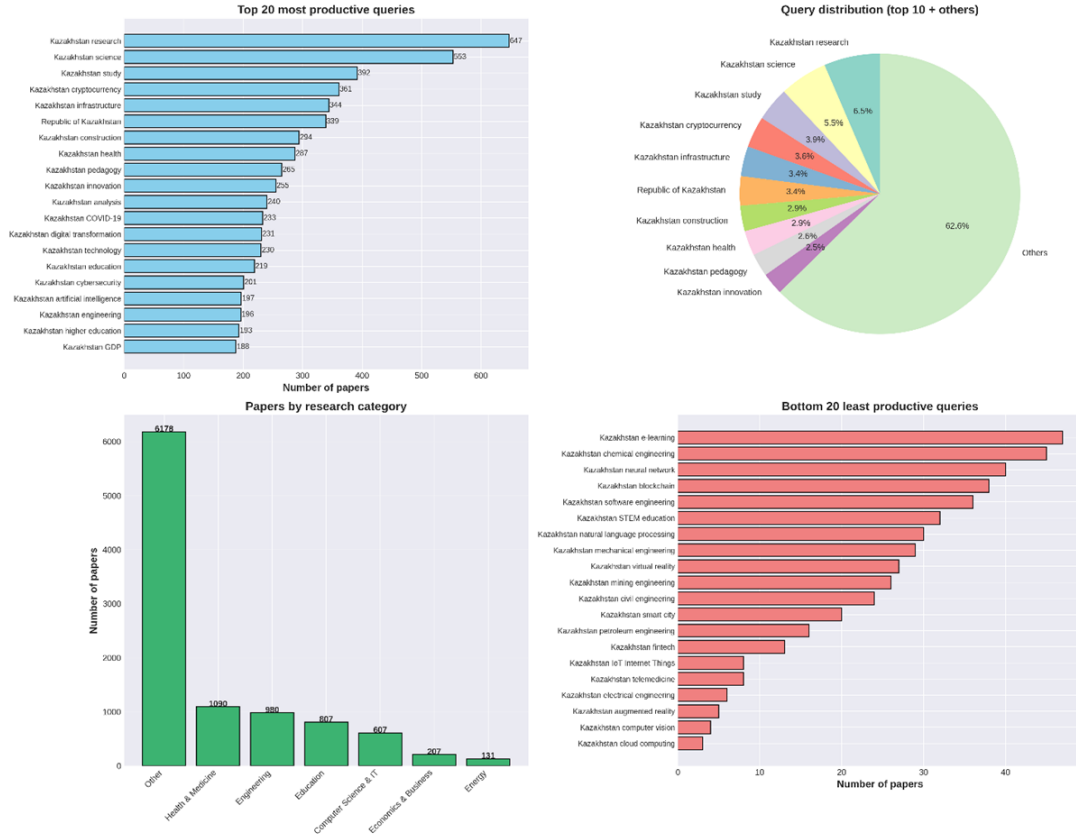 Top 20 most productive queries
Kazakhstan research 647
Kazakhstan science 553
Kazakhstan study 392
Kazakhstan cryptocurrency 361
Kazakhstan infrastructure 344
Republic of Kazakhstan 339
Kazakhstan construction 294
Kazakhstan health 287
Kazakhstan pedagogy 265
Kazakhstan innovation 255
Kazakhstan analysis 240
Kazakhstan COVID-19 233
Kazakhstan digital transformation 231
Kazakhstan technology 230
Kazakhstan education 219
Kazakhstan cybersecurity 201
Kazakhstan artificial intelligence 197
Kazakhstan engineering 196
Kazakhstan higher education 193
Kazakhstan GDP 188
0 100 200 300 400 500 600
Number of papers
Query distribution (top 10 + others)
Kazakhstan research 6.5%
Kazakhstan science 5.5%
Kazakhstan study 3.9%
Kazakhstan cryptocurrency 3.6%
Kazakhstan infrastructure 3.4%
Republic of Kazakhstan 3.4%
Kazakhstan construction 2.9%
Kazakhstan health 2.9%
Kazakhstan pedagogy 2.6%
Kazakhstan innovation 2.5%
62.6%
Others
Papers by research category
Number of papers
6000
5000
4000
3000
2000
1000
0
6178
1090
980
807
607
207
131
Other
Health & Medicine
Engineering
Education
Computer Science & IT
Economics & Business
Energy
Bottom 20 least productive queries
Kazakhstan e-learning
Kazakhstan chemical engineering
Kazakhstan neural network
Kazakhstan blockchain
Kazakhstan software engineering
Kazakhstan STEM education
Kazakhstan natural language processing
Kazakhstan mechanical engineering
Kazakhstan virtual reality
Kazakhstan mining engineering
Kazakhstan civil engineering
Kazakhstan smart city
Kazakhstan petroleum engineering
Kazakhstan fintech
Kazakhstan IoT Internet Things
Kazakhstan telemedicine
Kazakhstan electrical engineering
Kazakhstan augmented reality
Kazakhstan computer vision
Kazakhstan cloud computing
0 10 20 30 40
Number of papers